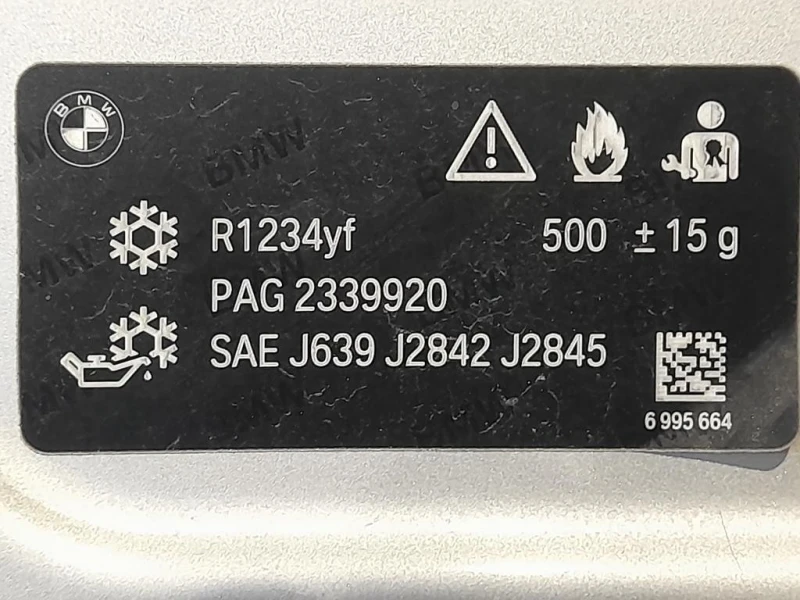 BMW
R1234yf 500 ± 15 g
PAG 2339920
SAE J639 J2842 J2845
6 995 664